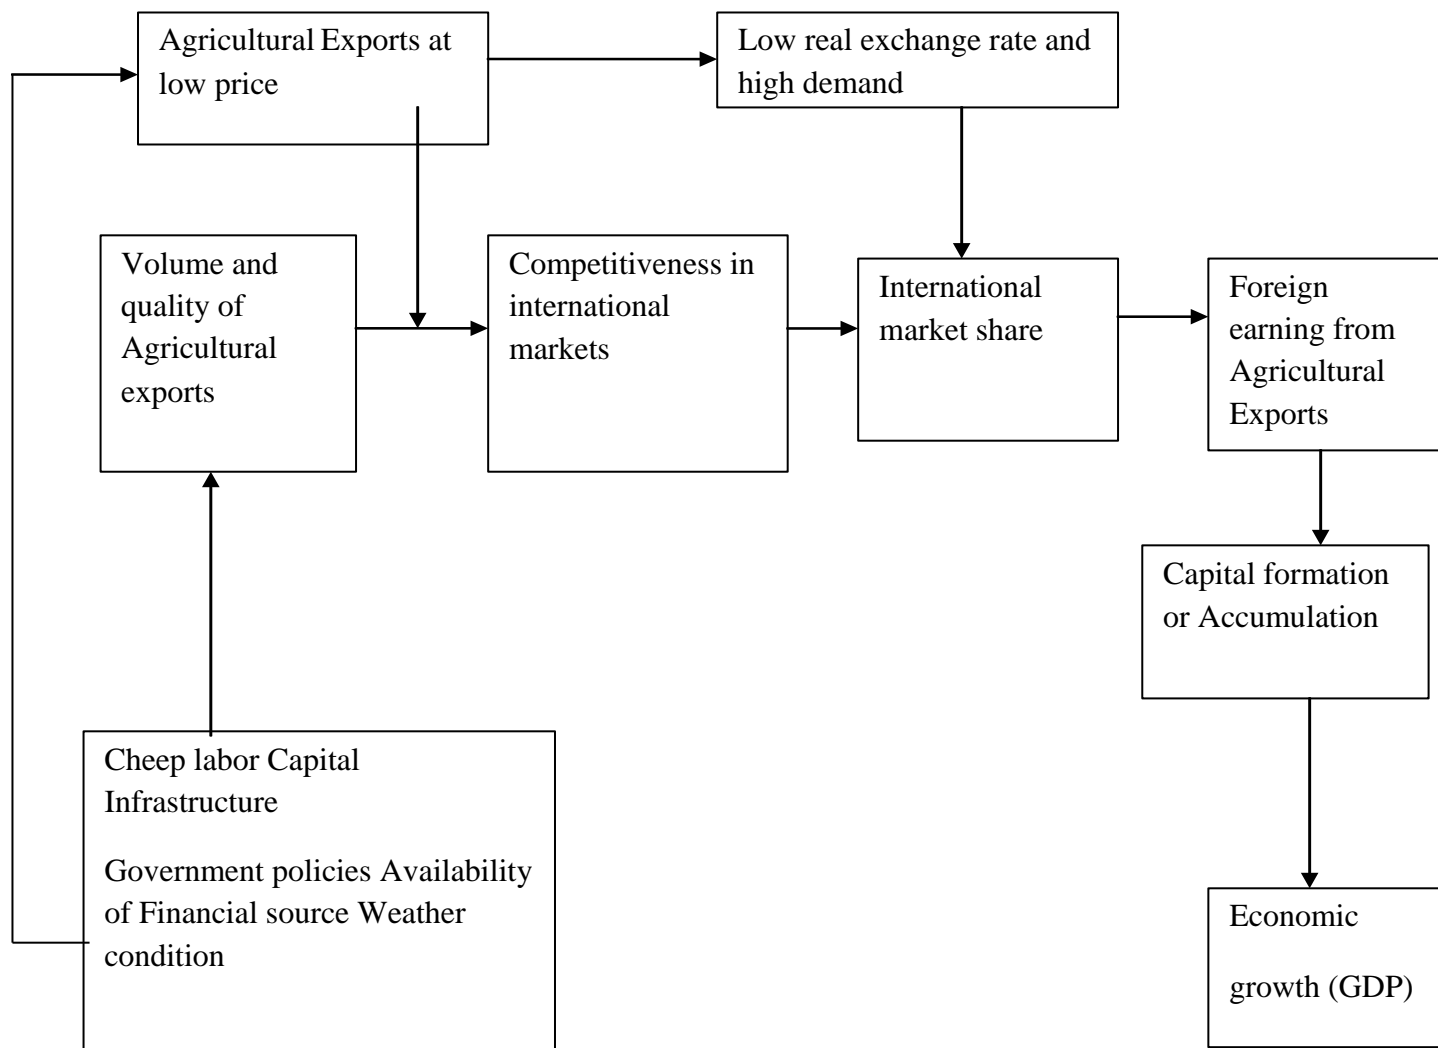 Agricultural Exports at
low price
Low real exchange rate and
high demand
Volume and
quality of
Agricultural
exports
Competitiveness in
international
markets
International
market share
Foreign
earning from
Agricultural
Exports
Capital formation
or Accumulation
Cheep labor Capital
Infrastructure
Government policies Availability
of Financial source Weather
condition
Economic
growth (GDP)